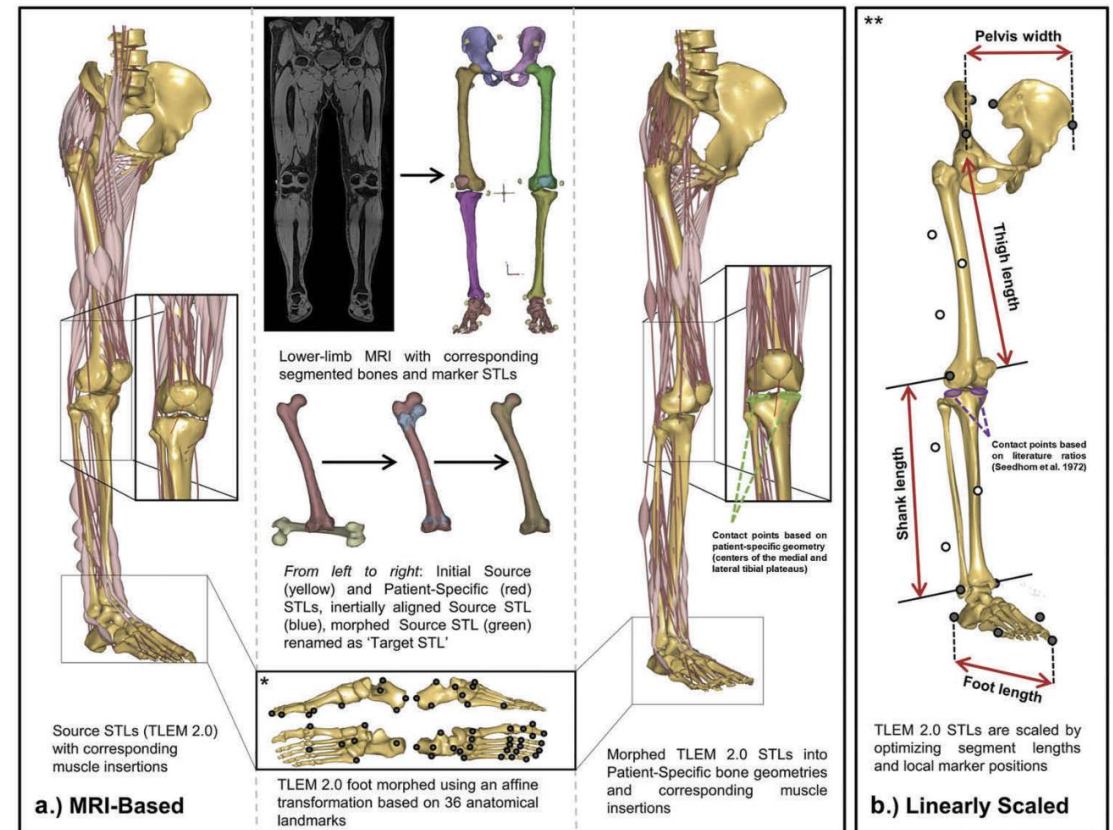 Lower-limb MRI with corresponding
segmented bones and marker STLs
From left to right: Initial Source
(yellow) and Patient-Specific (red)
STLs, inertially aligned Source STL
(blue), morphed Source STL (green)
renamed as ‘Target STL’
Contact points based on
patient-specific geometry
(centers of the medial and
lateral tibial plateaus)
Source STLs (TLEM 2.0)
with corresponding
muscle insertions
*
TLEM 2.0 foot morphed using an affine
transformation based on 36 anatomical
landmarks
Morphed TLEM 2.0 STLs into
Patient-Specific bone geometries
and corresponding muscle
insertions
a.) MRI-Based
**
Pelvis width
Thigh length
Contact points based
on literature ratios
(Seedhom et al. 1972)
Shank length
Foot length
TLEM 2.0 STLs are scaled by
optimizing segment lengths
and local marker positions
b.) Linearly Scaled